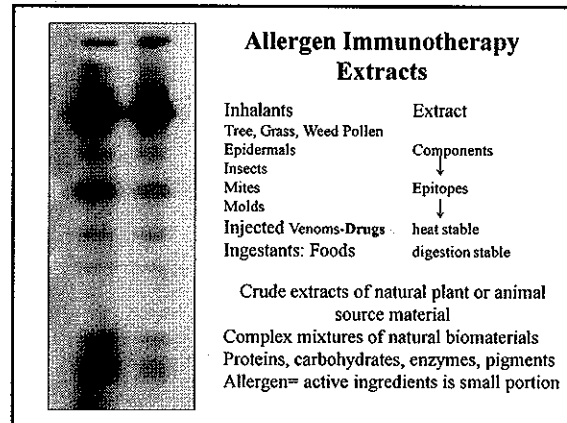 Allergen Immunotherapy
Extracts
Inhalants Extract
Tree, Grass, Weed Pollen
Epidermals Components
Insects
Mites Epitopes
Molds
Injected Venoms-Drugs heat stable
Ingestants: Foods digestion stable
Crude extracts of natural plant or animal
source material
Complex mixtures of natural biomaterials
Proteins, carbohydrates, enzymes, pigments
Allergen= active ingredients is small portion